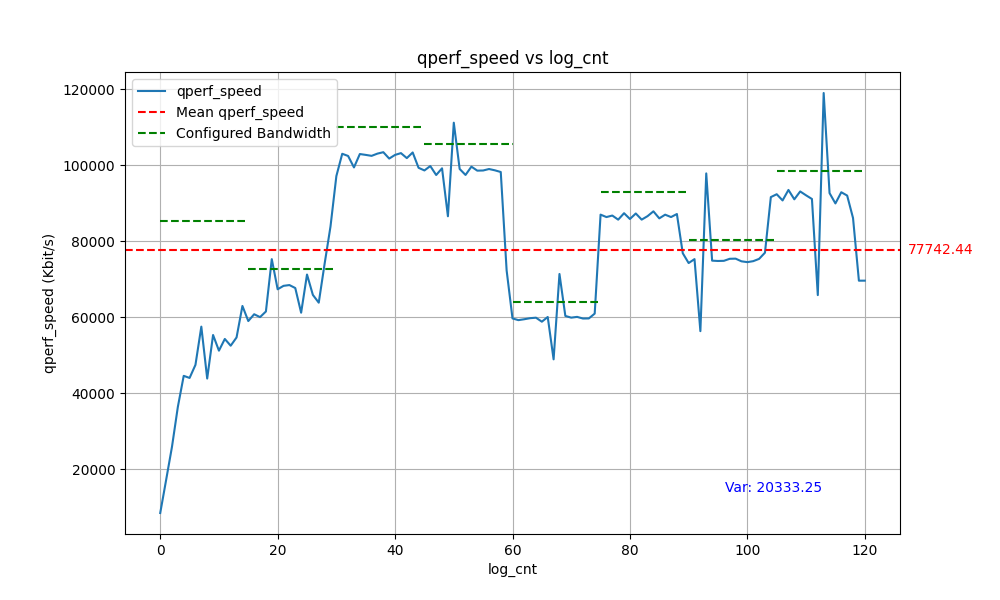 qperf_speed vs log_cnt
qperf_speed
Mean qperf_speed
Configured Bandwidth
qperf_speed (Kbit/s)
120000
100000
80000
60000
40000
20000
77742.44
Var: 20333.25
0 20 40 60 80 100 120
log_cnt